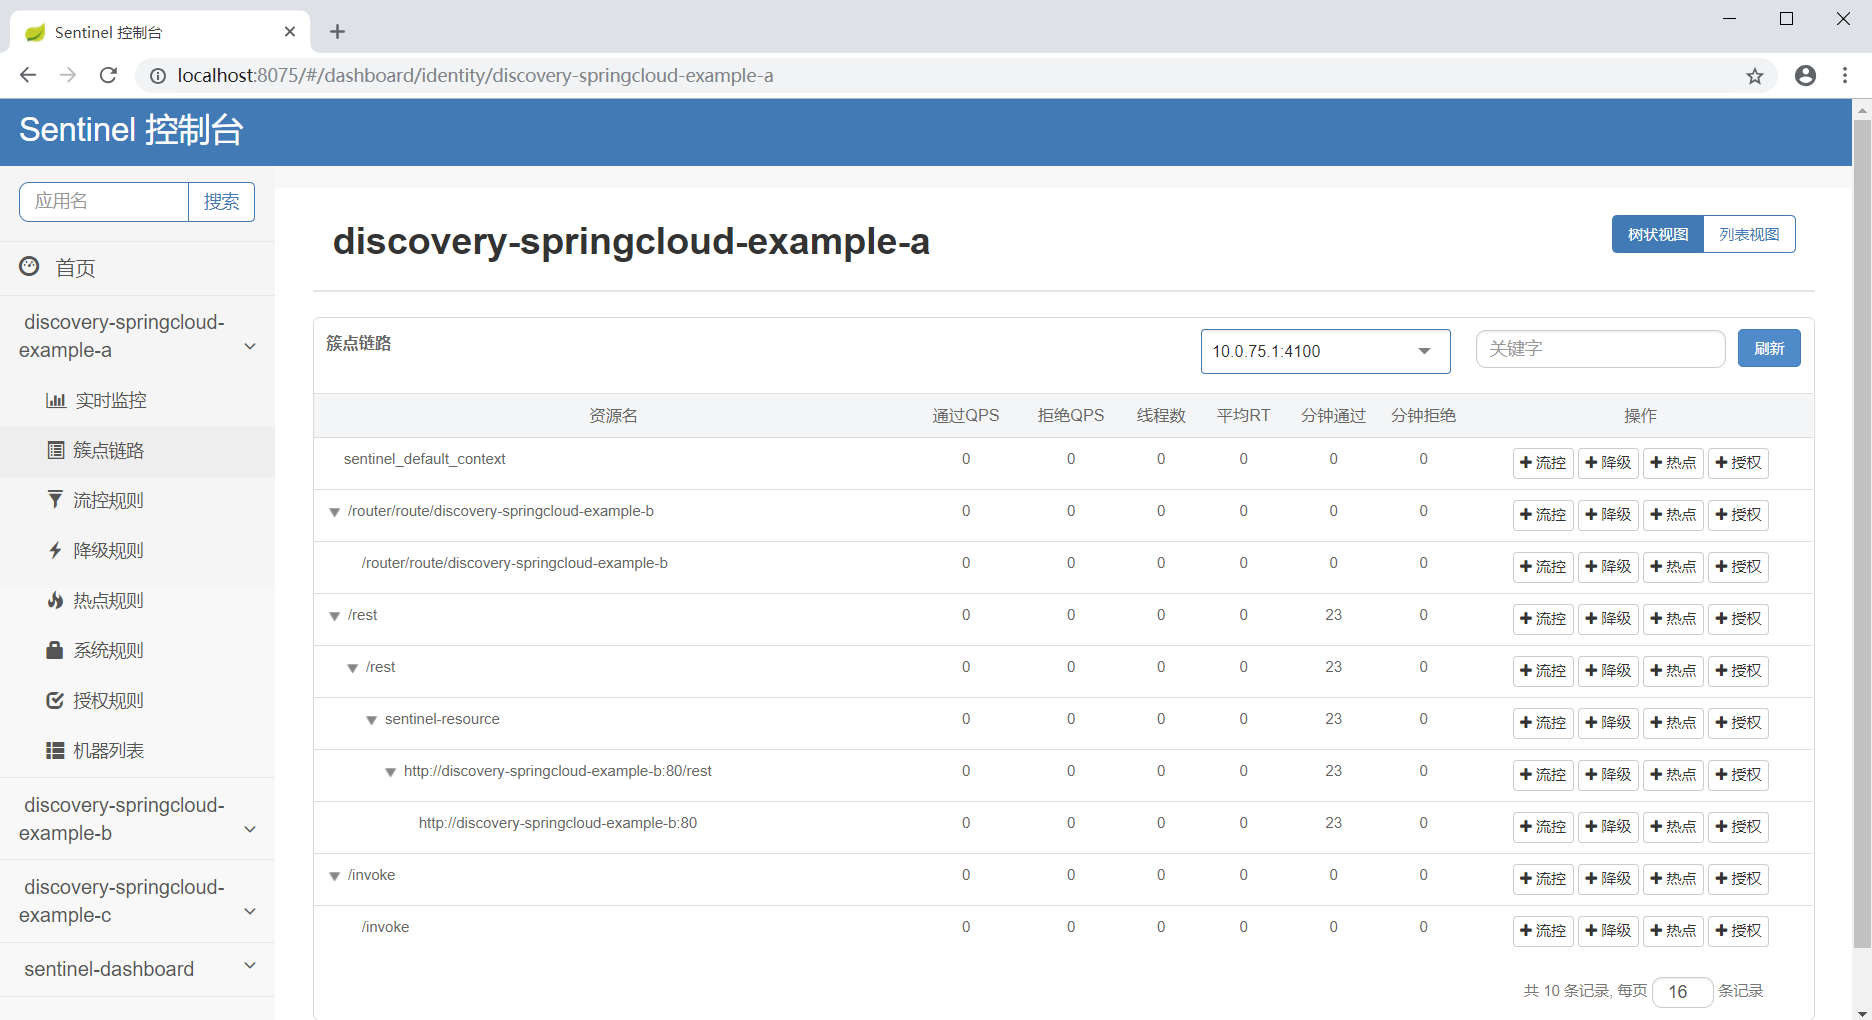 Sentinel 控制台
localhost:8075/#/dashboard/identity/discovery-springcloud-example-a
Sentinel 控制台
应用名 搜索
首页
discovery-springcloud-
example-a
实时监控
簇点链路
流控规则
降级规则
热点规则
系统规则
授权规则
机器列表
discovery-springcloud-
example-b
discovery-springcloud-
example-c
sentinel-dashboard
discovery-springcloud-example-a
树状视图 列表视图
簇点链路 10.0.75.1:4100 关键字 刷新
资源名 通过QPS 拒绝QPS 线程数 平均RT 分钟通过 分钟拒绝 操作
sentinel_default_context 0 0 0 0 0 0 流控 降级 热点 授权
/router/route/discovery-springcloud-example-b 0 0 0 0 0 0 流控 降级 热点 授权
/router/route/discovery-springcloud-example-b 0 0 0 0 0 0 流控 降级 热点 授权
/rest 0 0 0 0 23 0 流控 降级 热点 授权
/rest 0 0 0 0 23 0 流控 降级 热点 授权
sentinel-resource 0 0 0 0 23 0 流控 降级 热点 授权
http://discovery-springcloud-example-b:80/rest 0 0 0 0 23 0 流控 降级 热点 授权
http://discovery-springcloud-example-b:80 0 0 0 0 23 0 流控 降级 热点 授权
/invoke 0 0 0 0 0 0 流控 降级 热点 授权
/invoke 0 0 0 0 0 0 流控 降级 热点 授权
共 10 条记录, 每页 16 条记录